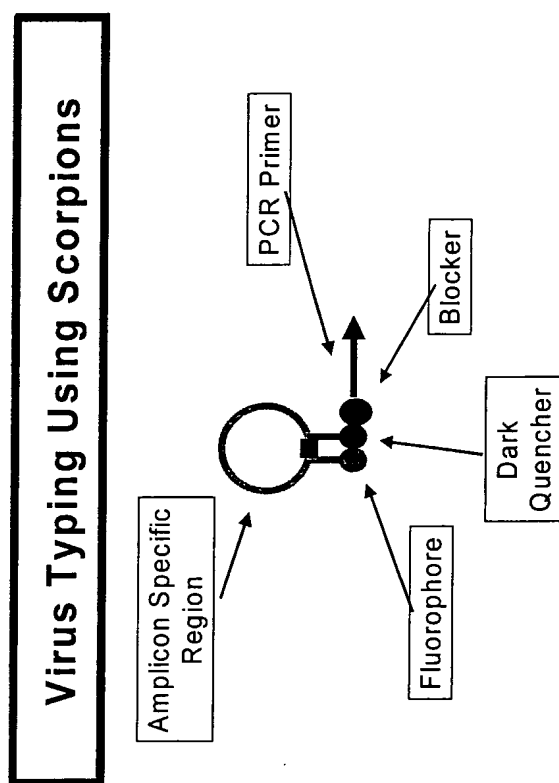 Virus Typing Using Scorpions
Amplicon Specific
Region
PCR Primer
Fluorophore
Dark
Quencher
Blocker